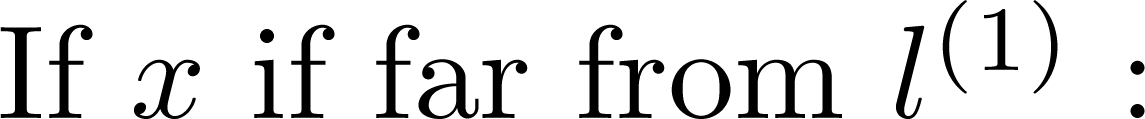 If x if far from l^{(1)} :